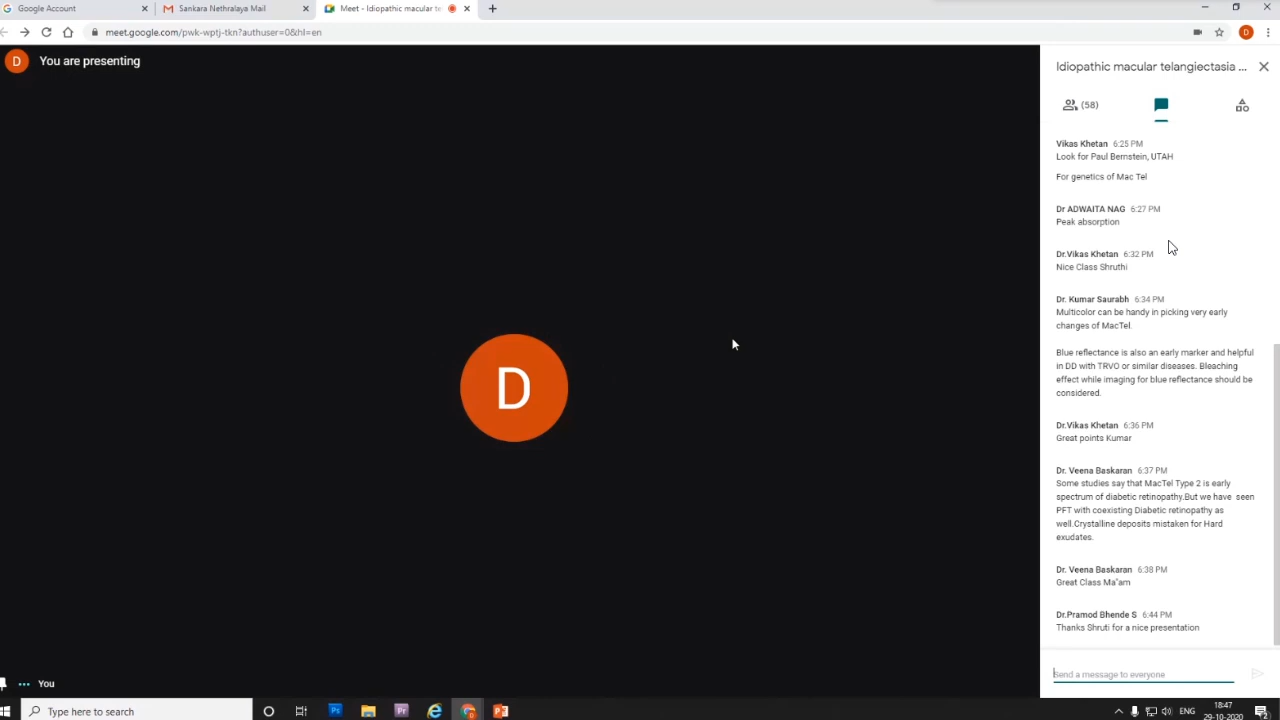 Google Account
Sankara Nethralaya Mail
Meet - Idiopathic macular te
meet.google.com/pwk-wptj-tkn?authuser=0&hl=en
D
D
You are presenting
Idiopathic macular telangiectasia ...
(58)
Vikas Khetan 6:25 PM
Look for Paul Bernstein, UTAH
For genetics of Mac Tel
Dr ADWAITA NAG 6:27 PM
Peak absorption
Dr.Vikas Khetan 6:32 PM
Nice Class Shruthi
Dr. Kumar Saurabh 6:34 PM
Multicolor can be handy in picking very early
changes of MacTel.
Blue reflectance is also an early marker and helpful
in DD with TRVO or similar diseases. Bleaching
effect while imaging for blue reflectance should be
considered.
Dr.Vikas Khetan 6:36 PM
Great points Kumar
Dr. Veena Baskaran 6:37 PM
Some studies say that MacTel Type 2 is early
spectrum of diabetic retinopathy.But we have seen
PFT with coexisting Diabetic retinopathy as
well.Crystalline deposits mistaken for Hard
exudates.
Dr. Veena Baskaran 6:38 PM
Great Class Ma"am
Dr.Pramod Bhende S 6:44 PM
Thanks Shruti for a nice presentation
D
Send a message to everyone
You
Type here to search
ENG
18:47
29-10-2020